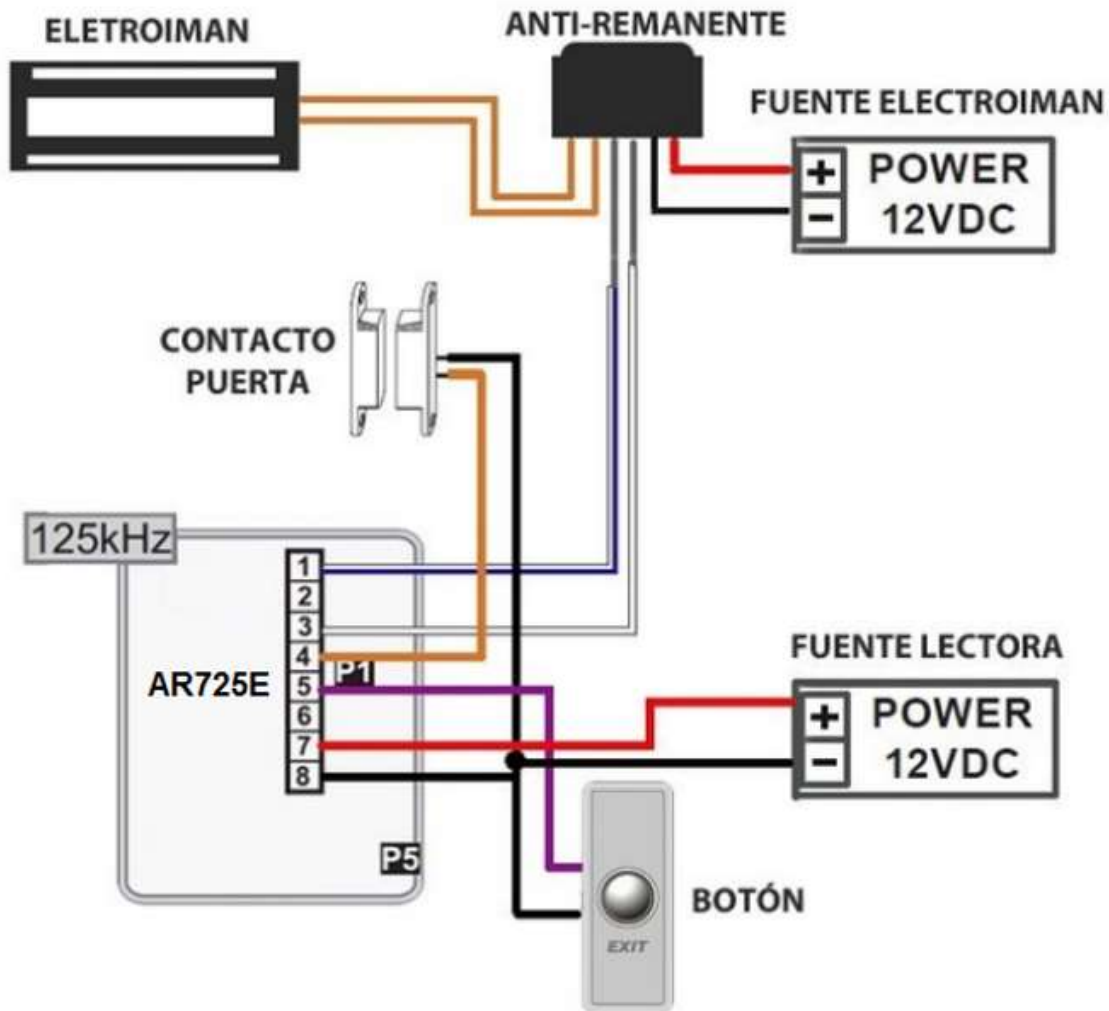 ELETROIMAN
ANTI-REMANENTE
FUENTE ELECTROIMAN
+ POWER
− 12VDC
CONTACTO
PUERTA
125kHz
1
2
3
4
5
6
7
8
P1
AR725E
P5
FUENTE LECTORA
+ POWER
− 12VDC
BOTÓN
EXIT